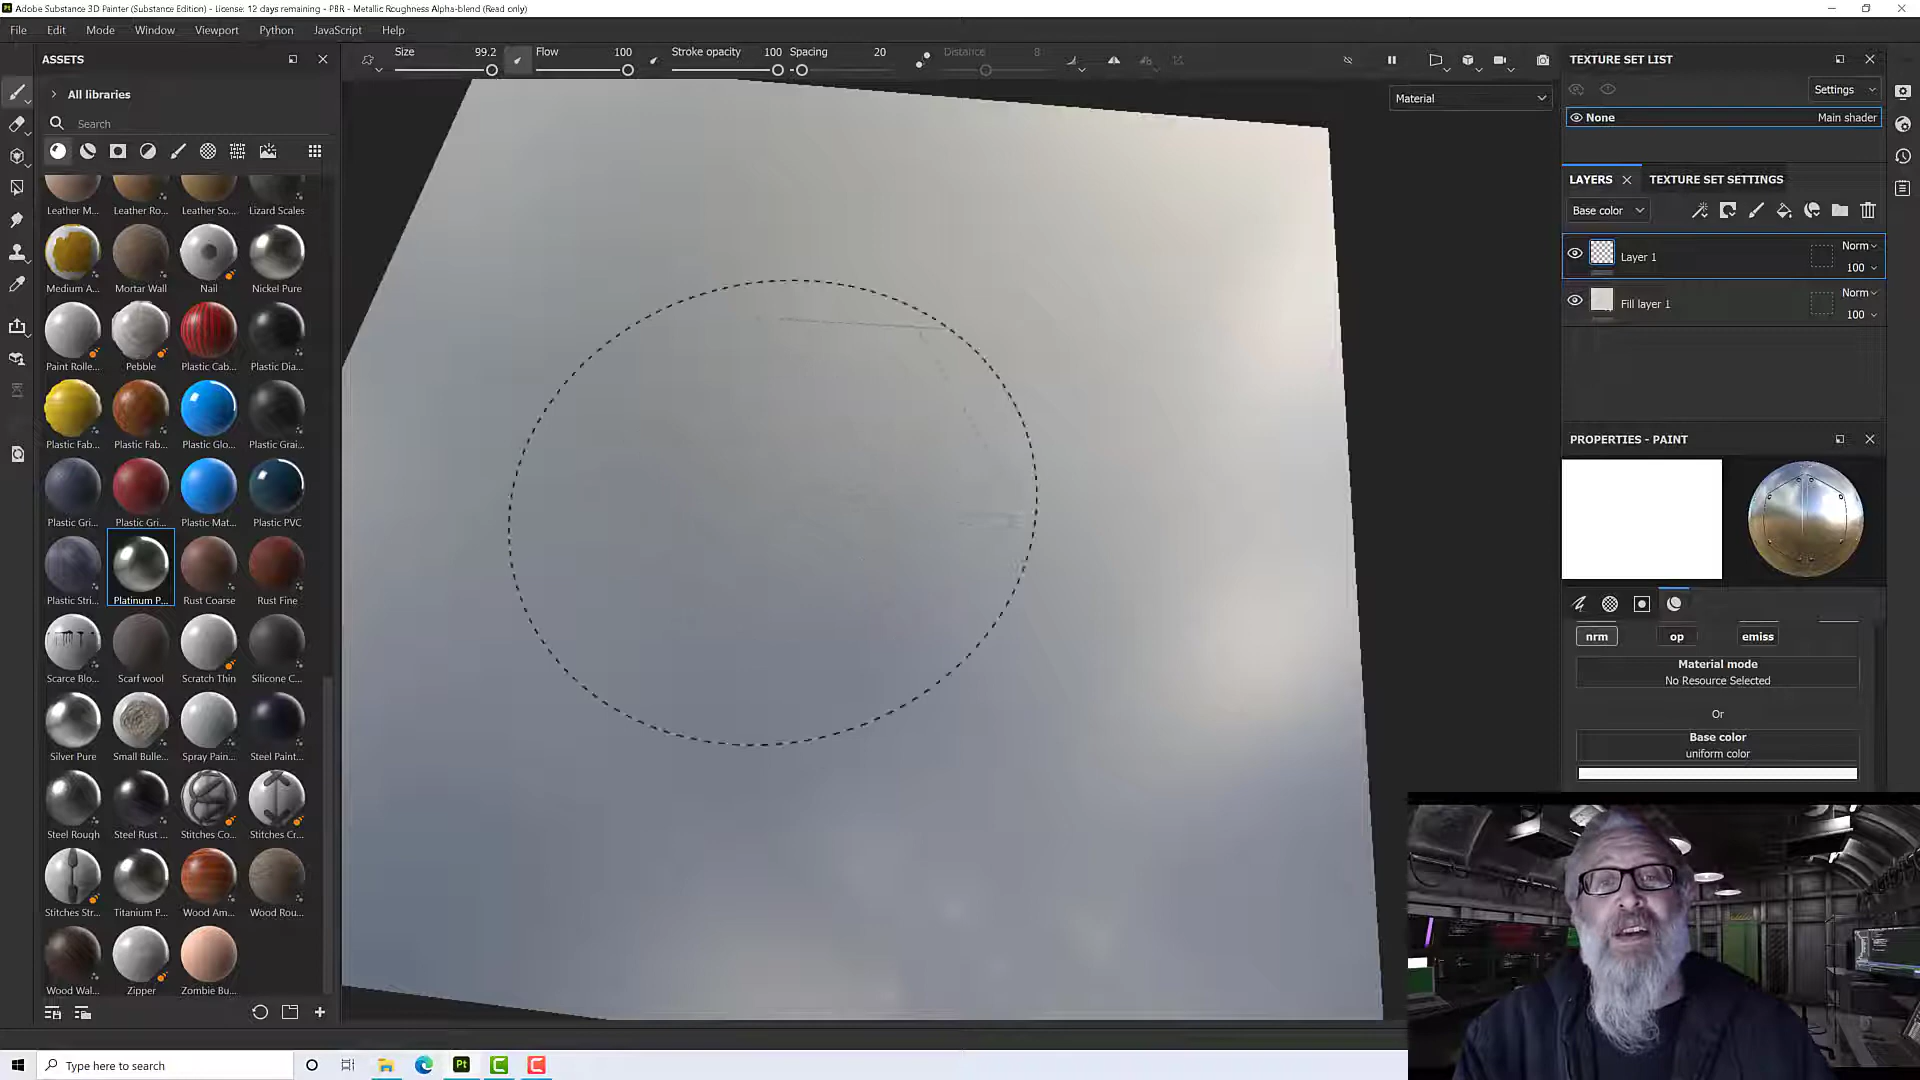 Adobe Substance 3D Painter (Substance Edition) - License: 12 days remaining - PBR - Metallic Roughness Alpha-blend (Read only)
File Edit Mode Window Viewport Python JavaScript Help
ASSETS
All libraries
Search
Leather M... Leather Ro... Leather So... Lizard Scales
Medium A... Mortar Wall Nail Nickel Pure
Paint Rolle... Pebble Plastic Cab... Plastic Dia...
Plastic Fab... Plastic Fab... Plastic Glo... Plastic Grai...
Plastic Gri... Plastic Gri... Plastic Mat... Plastic PVC
Plastic Stri... Platinum P... Rust Coarse Rust Fine
Scarce Blo... Scarf wool Scratch Thin Silicone C...
Silver Pure Small Bulle... Spray Pain... Steel Paint...
Steel Rough Steel Rust ... Stitches Co... Stitches Cr...
Stitches Str... Titanium P... Wood Am... Wood Rou...
Wood Wal... Zipper Zombie Bu...
Size 99.2 Flow 100 Stroke opacity 100 Spacing 20 Distance 8
Material
TEXTURE SET LIST
Settings
None Main shader
LAYERS TEXTURE SET SETTINGS
Base color
Layer 1 Norm 100
Fill layer 1 Norm 100
PROPERTIES - PAINT
nrm op emiss
Material mode
No Resource Selected
Or
Base color
uniform color
Pt Type here to search Pt